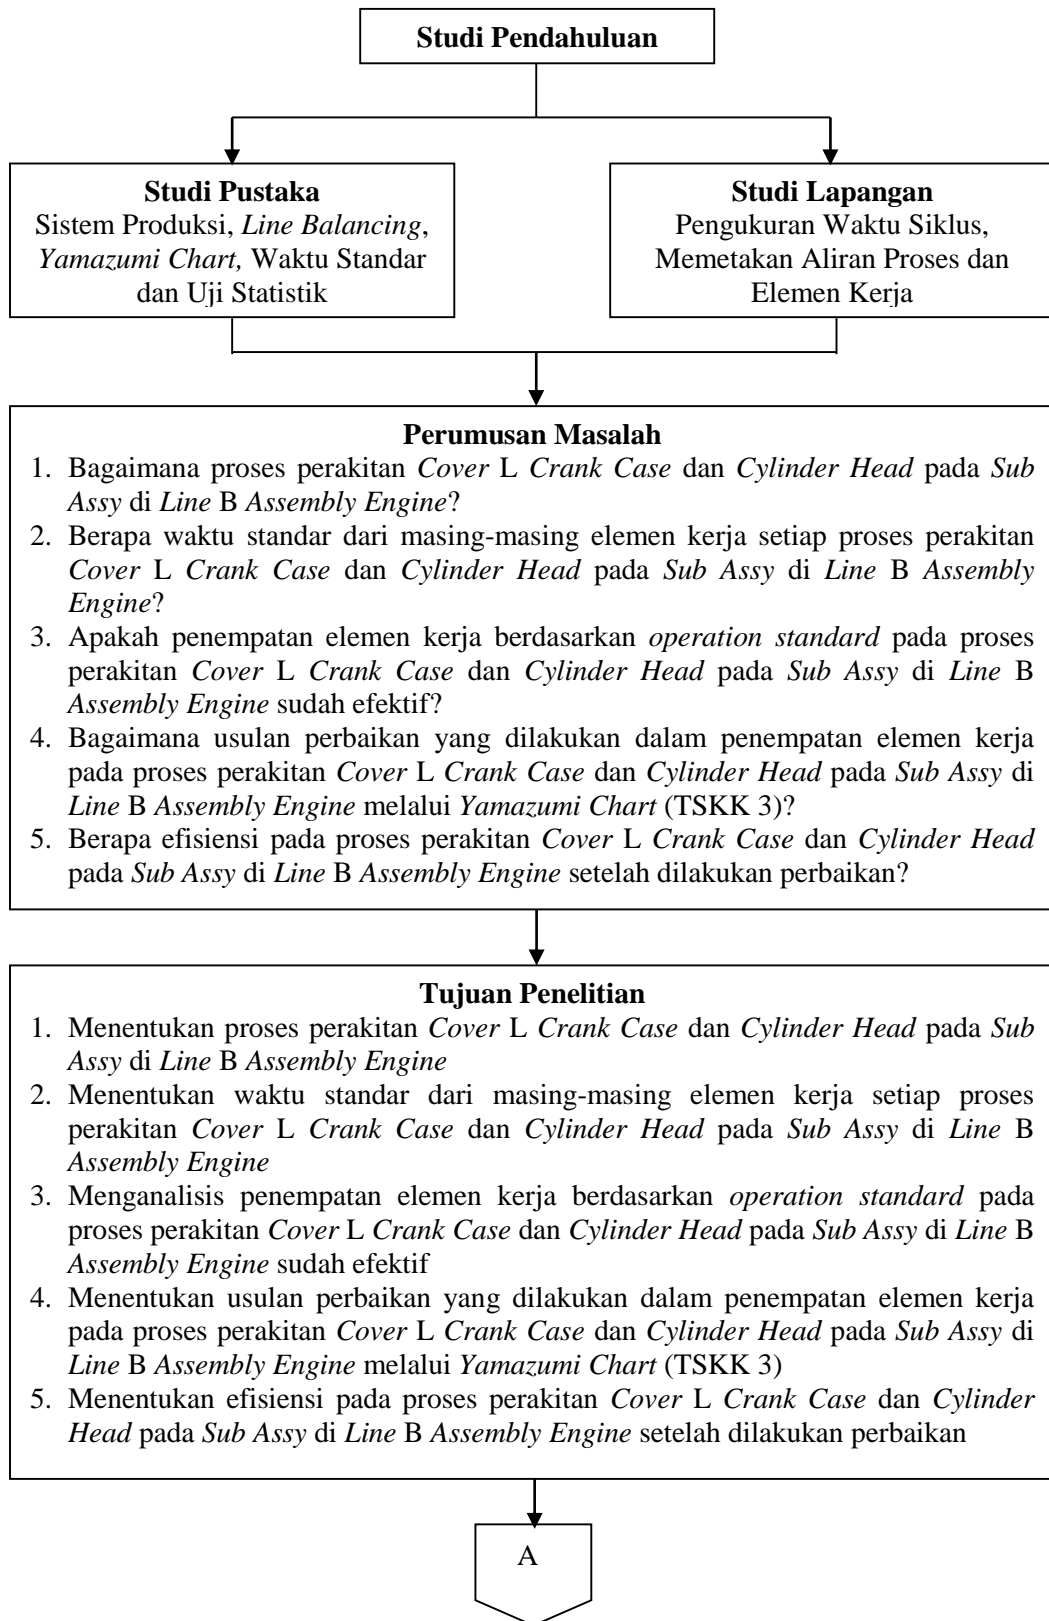 Studi Pendahuluan
Studi Pustaka
Sistem Produksi, Line Balancing,
Yamazumi Chart, Waktu Standar
dan Uji Statistik
Studi Lapangan
Pengukuran Waktu Siklus,
Memetakan Aliran Proses dan
Elemen Kerja
Perumusan Masalah
1. Bagaimana proses perakitan Cover L Crank Case dan Cylinder Head pada Sub
Assy di Line B Assembly Engine?
2. Berapa waktu standar dari masing-masing elemen kerja setiap proses perakitan
Cover L Crank Case dan Cylinder Head pada Sub Assy di Line B Assembly
Engine?
3. Apakah penempatan elemen kerja berdasarkan operation standard pada proses
perakitan Cover L Crank Case dan Cylinder Head pada Sub Assy di Line B
Assembly Engine sudah efektif?
4. Bagaimana usulan perbaikan yang dilakukan dalam penempatan elemen kerja
pada proses perakitan Cover L Crank Case dan Cylinder Head pada Sub Assy di
Line B Assembly Engine melalui Yamazumi Chart (TSKK 3)?
5. Berapa efisiensi pada proses perakitan Cover L Crank Case dan Cylinder Head
pada Sub Assy di Line B Assembly Engine setelah dilakukan perbaikan?
Tujuan Penelitian
1. Menentukan proses perakitan Cover L Crank Case dan Cylinder Head pada Sub
Assy di Line B Assembly Engine
2. Menentukan waktu standar dari masing-masing elemen kerja setiap proses
perakitan Cover L Crank Case dan Cylinder Head pada Sub Assy di Line B
Assembly Engine
3. Menganalisis penempatan elemen kerja berdasarkan operation standard pada
proses perakitan Cover L Crank Case dan Cylinder Head pada Sub Assy di Line B
Assembly Engine sudah efektif
4. Menentukan usulan perbaikan yang dilakukan dalam penempatan elemen kerja
pada proses perakitan Cover L Crank Case dan Cylinder Head pada Sub Assy di
Line B Assembly Engine melalui Yamazumi Chart (TSKK 3)
5. Menentukan efisiensi pada proses perakitan Cover L Crank Case dan Cylinder
Head pada Sub Assy di Line B Assembly Engine setelah dilakukan perbaikan
A